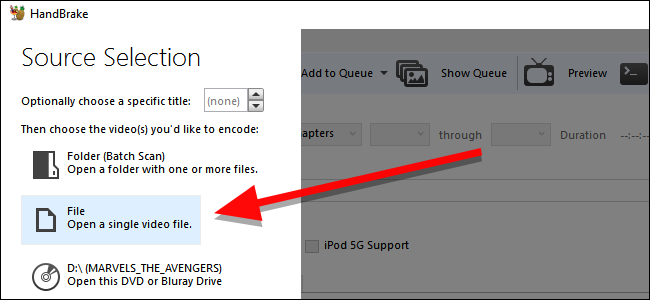 HandBrake
Source Selection
Optionally choose a specific title: (none)
Then choose the video(s) you'd like to encode:
Folder (Batch Scan)
Open a folder with one or more files.
File
Open a single video file.
D:\ (MARVELS_THE_AVENGERS)
Open this DVD or Bluray Drive
Add to Queue Show Queue Preview
apters through Duration --:--:--
iPod 5G Support